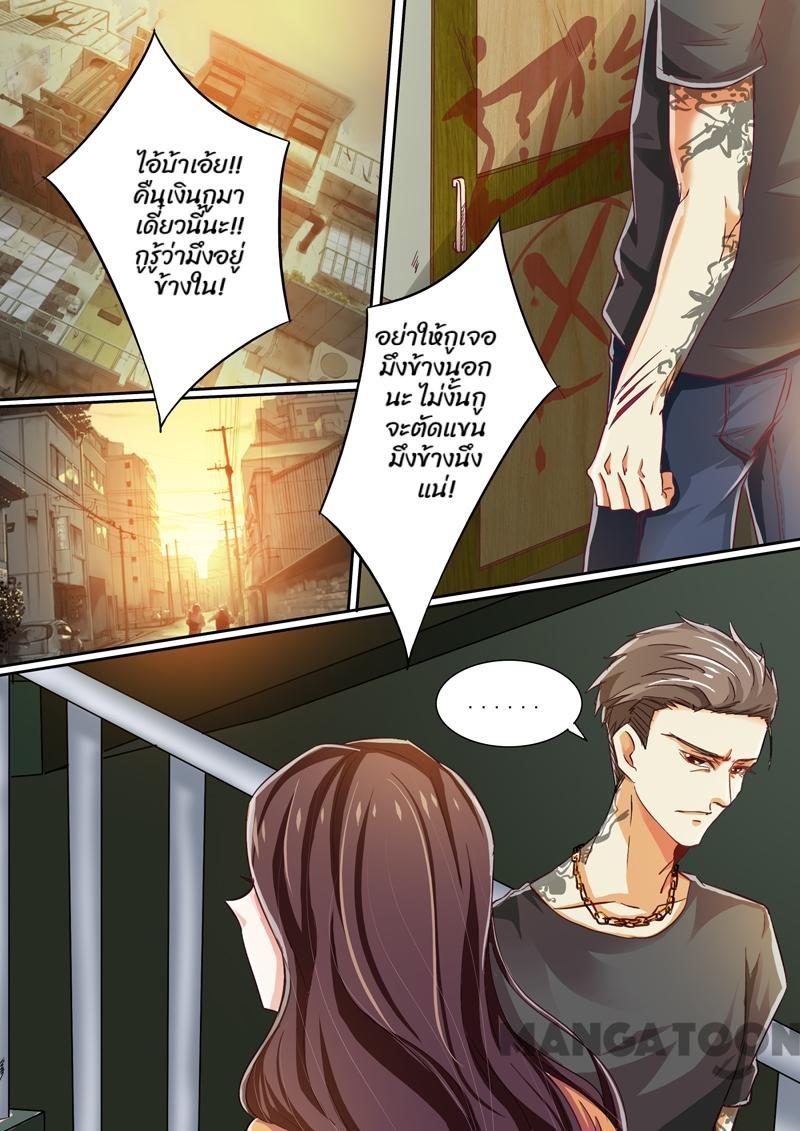 ไอ้บ้าเอ้ย!!
คืนเงินกูมา
เดี๋ยวนี้นะ!!
กูรู้ว่ามึงอยู่
ข้างใน!
อย่าให้กูเจอ
มึงข้างนอก
นะ ไม่งั้นกู
จะตัดแขน
มึงข้างนึง
แน่!
......
MANGATOON